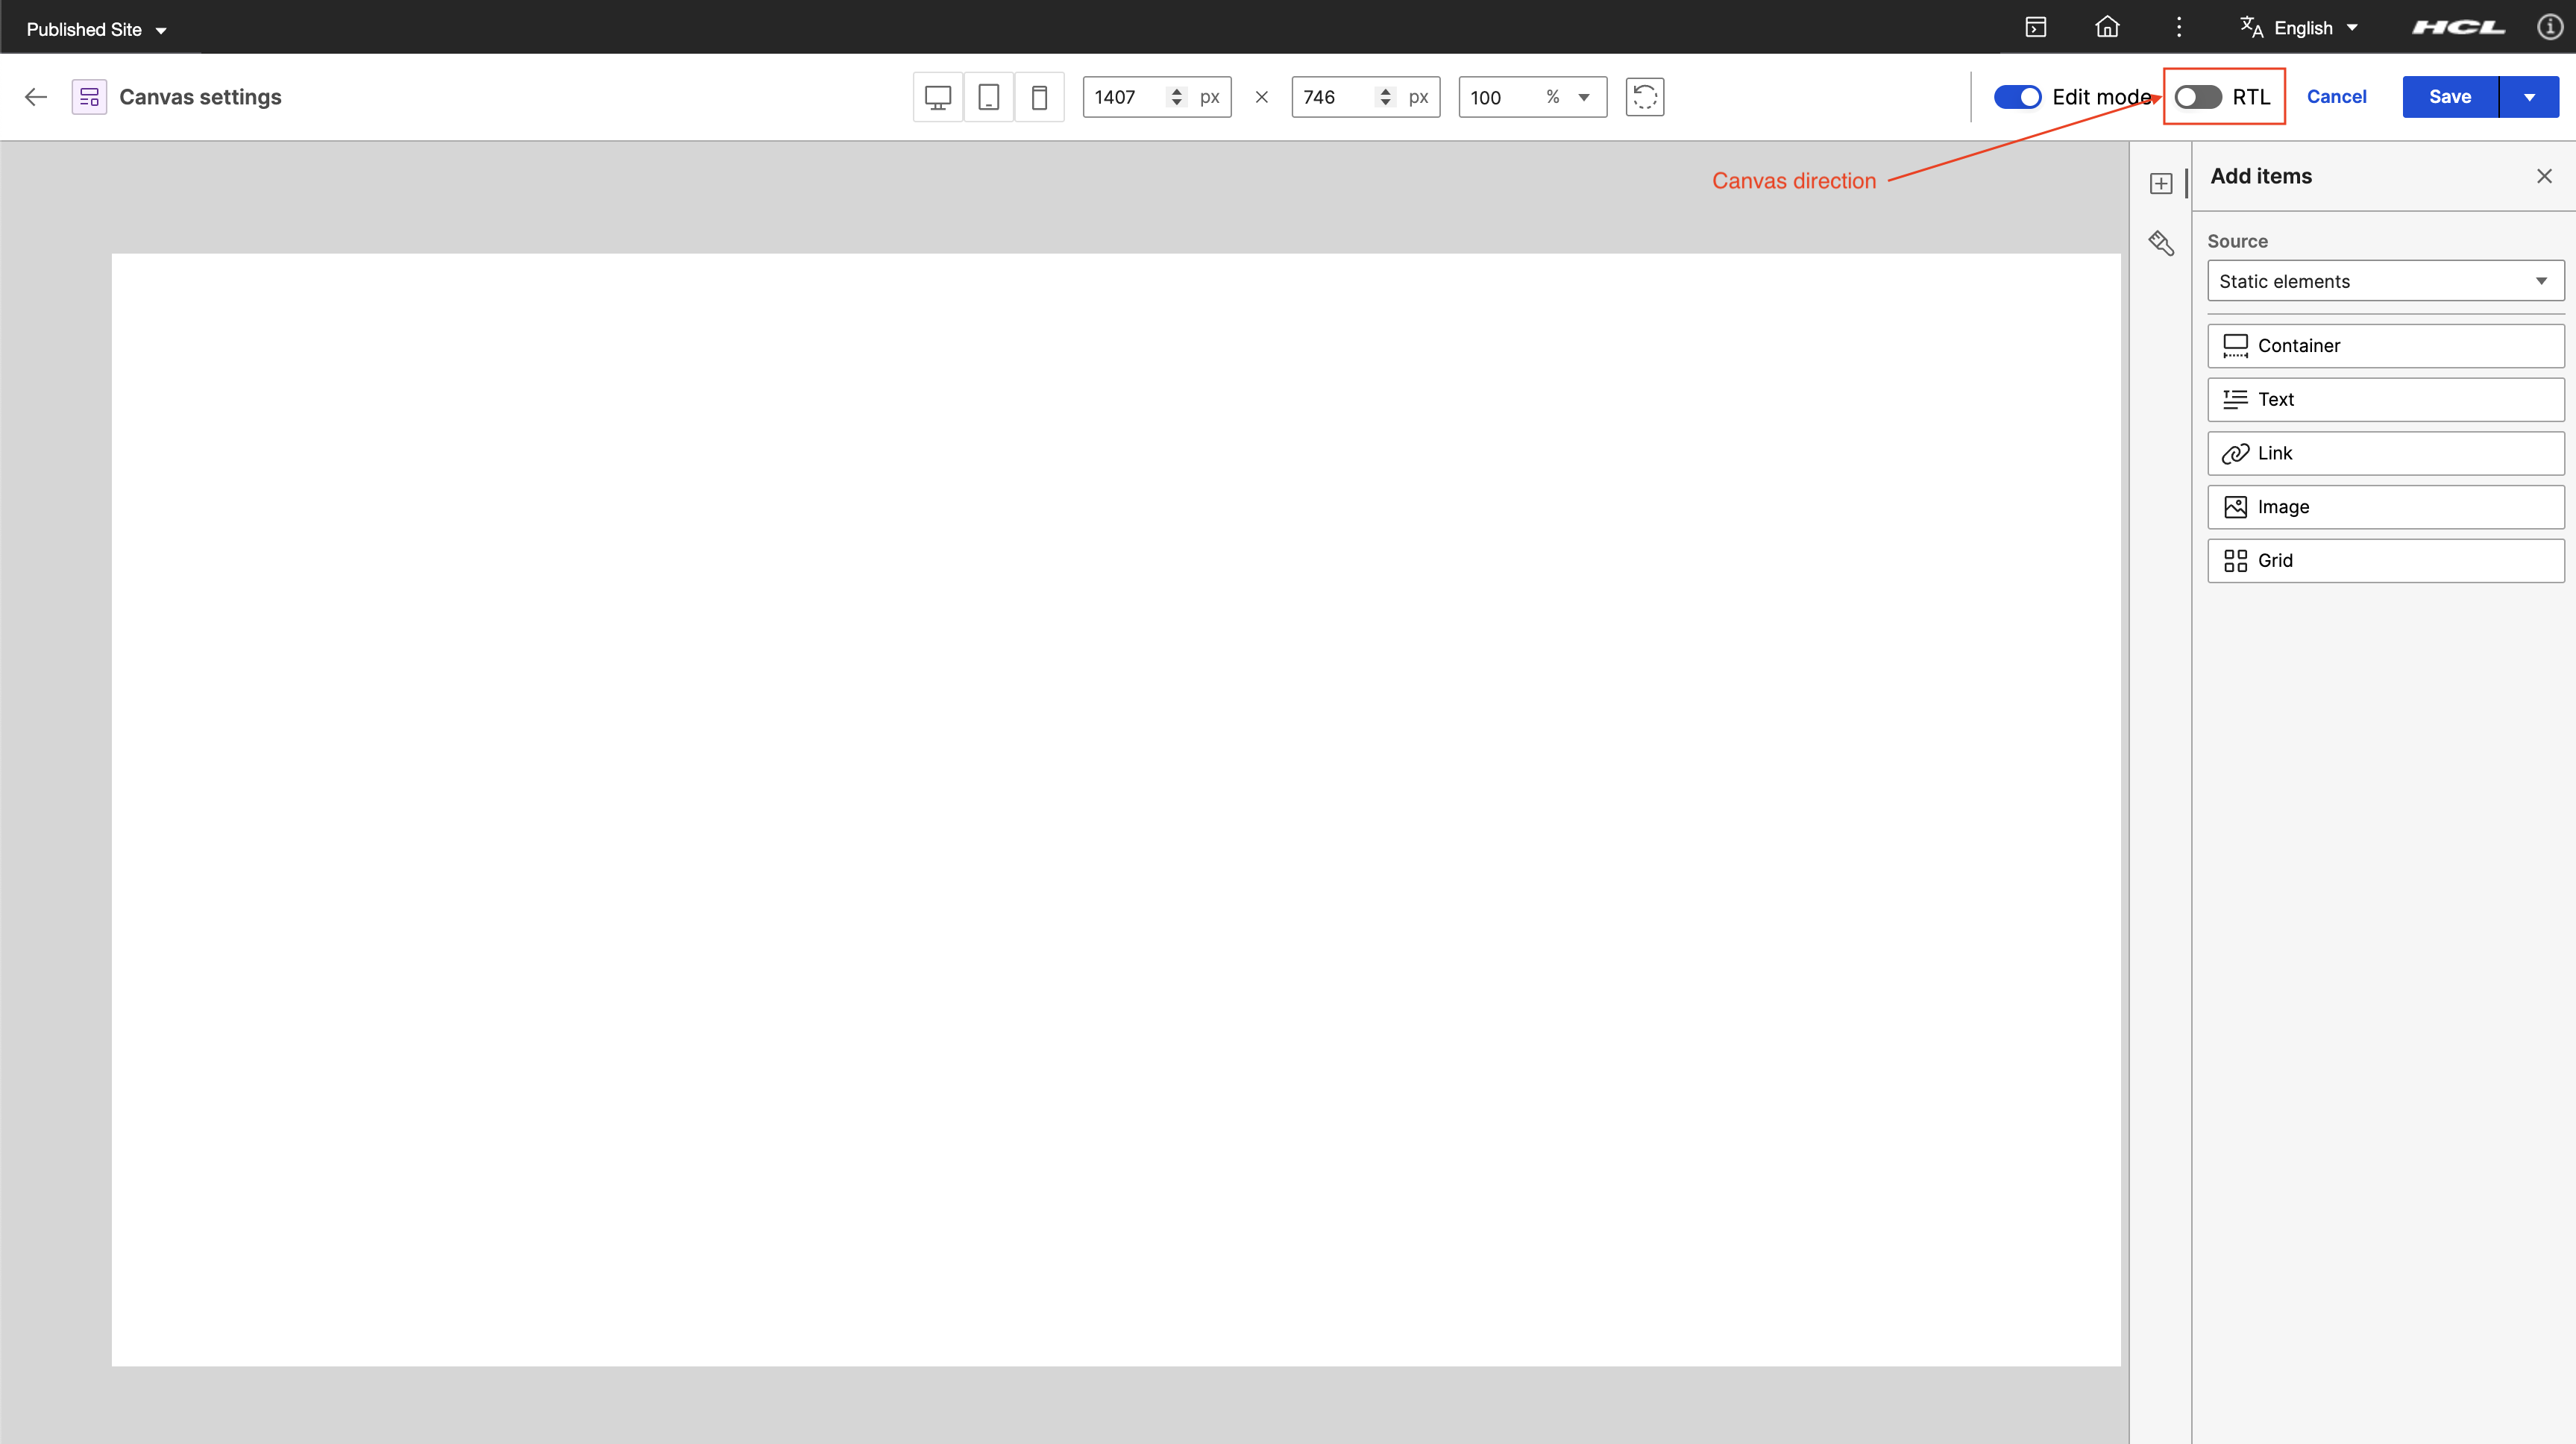 Published Site
English
HCL
Canvas settings
1407 px × 746 px 100 %
Edit mode
RTL
Cancel
Save
Canvas direction
Add items
Source
Static elements
Container
Text
Link
Image
Grid